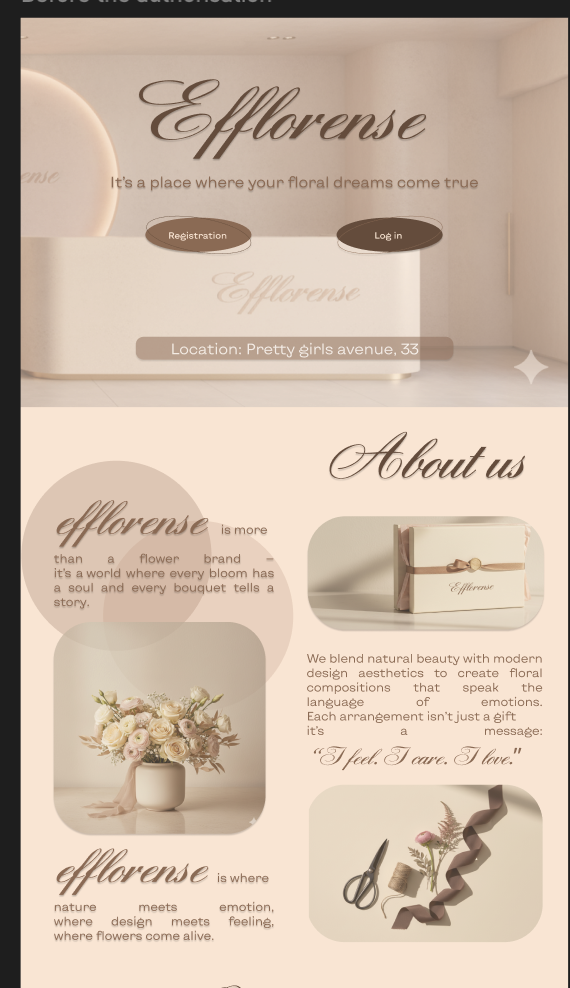 Before the authorisation
Efflorense
It's a place where your floral dreams come true
Registration
Log in
ense
Efflorense
Location: Pretty girls avenue, 33
About us
efflorense is more
than a flower brand –
it's a world where every bloom has
a soul and every bouquet tells a
story.
Efflorense
We blend natural beauty with modern
design aesthetics to create floral
compositions that speak the
language of emotions.
Each arrangement isn't just a gift
it's a message:
“I feel. I care. I love."
efflorense is where
nature meets emotion,
where design meets feeling,
where flowers come alive.